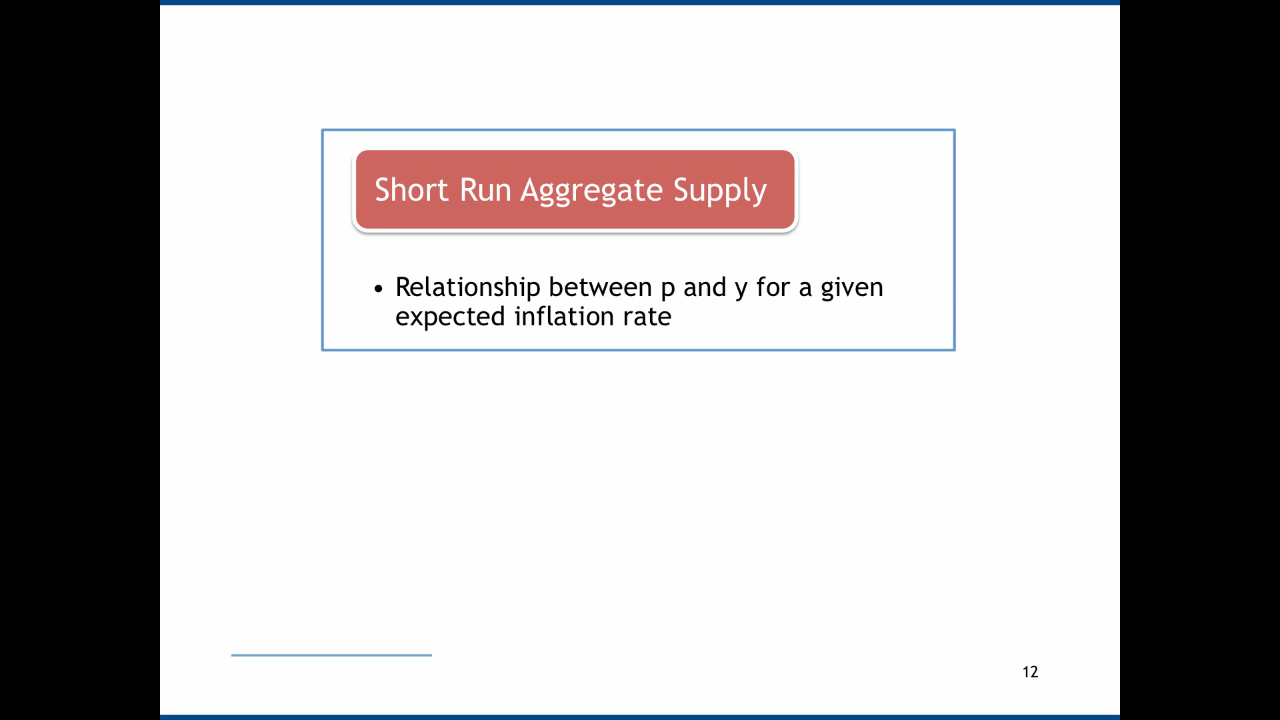 Short Run Aggregate Supply
• Relationship between p and y for a given
expected inflation rate
12